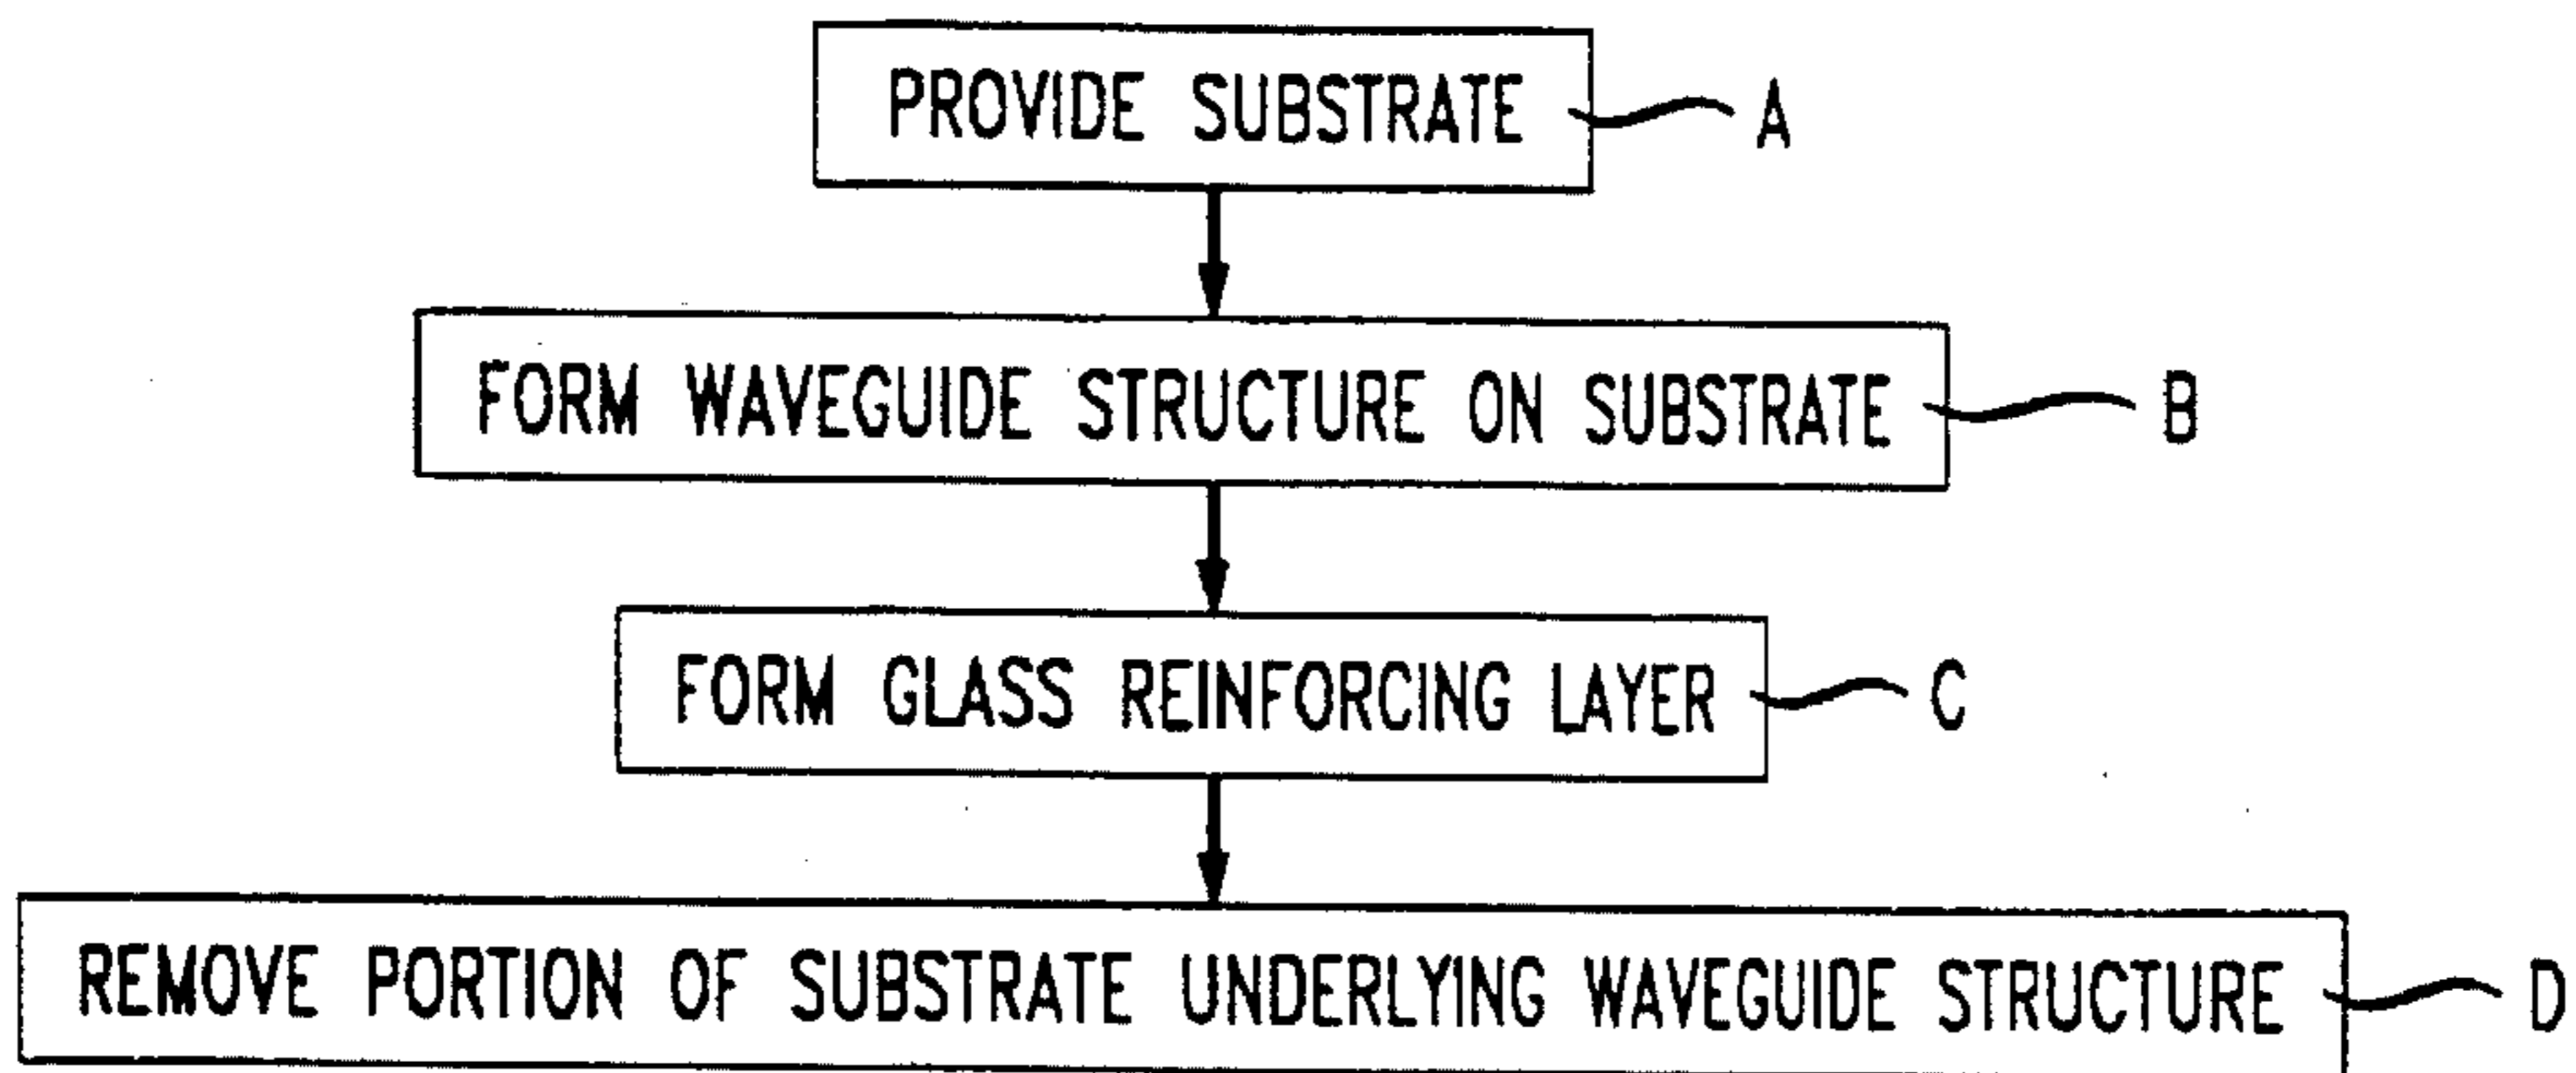 PROVIDE SUBSTRATE A
FORM WAVEGUIDE STRUCTURE ON SUBSTRATE B
FORM GLASS REINFORCING LAYER C
REMOVE PORTION OF SUBSTRATE UNDERLYING WAVEGUIDE STRUCTURE D